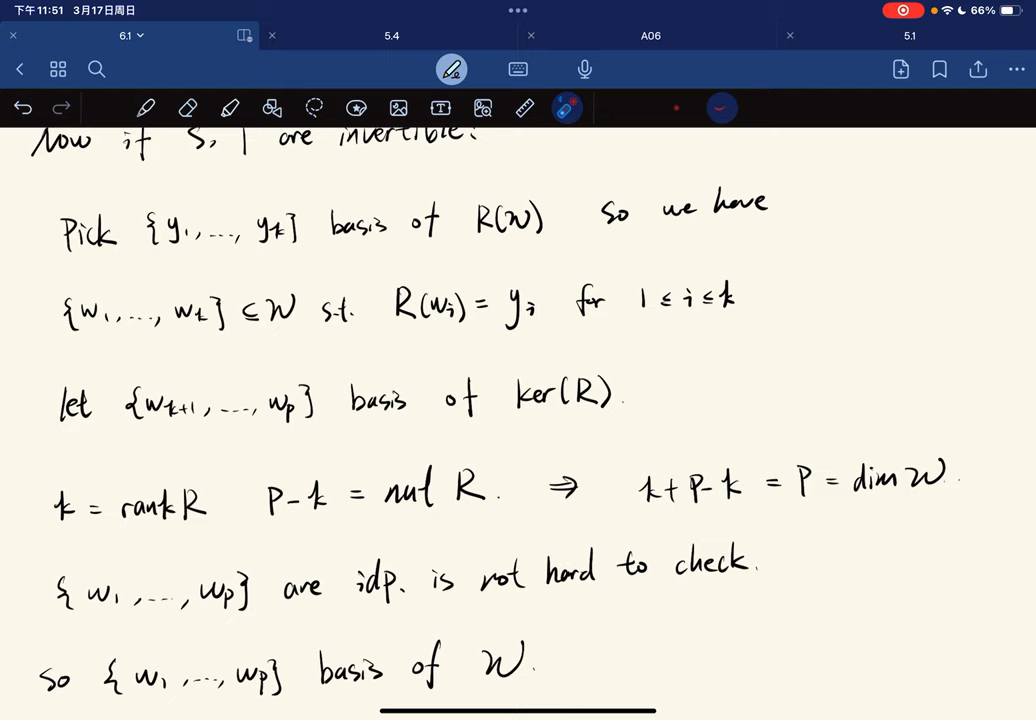 下午11:51 3月17日周日
66%
6.1
5.4
A06
5.1
Now if S, T are invertible.
Pick {y₁,..., yₖ} basis of R(W) so we have
{w₁,..., wₖ} ⊆ W s.t. R(wᵢ) = yᵢ for 1 ≤ i ≤ k
let {wₖ₊₁,..., wₚ} basis of ker(R).
k = rank R P-k = nul R. ⇒ k+P-k = P = dim W.
{w₁,..., wₚ} are idp. is not hard to check.
so {w₁,..., wₚ} basis of W.